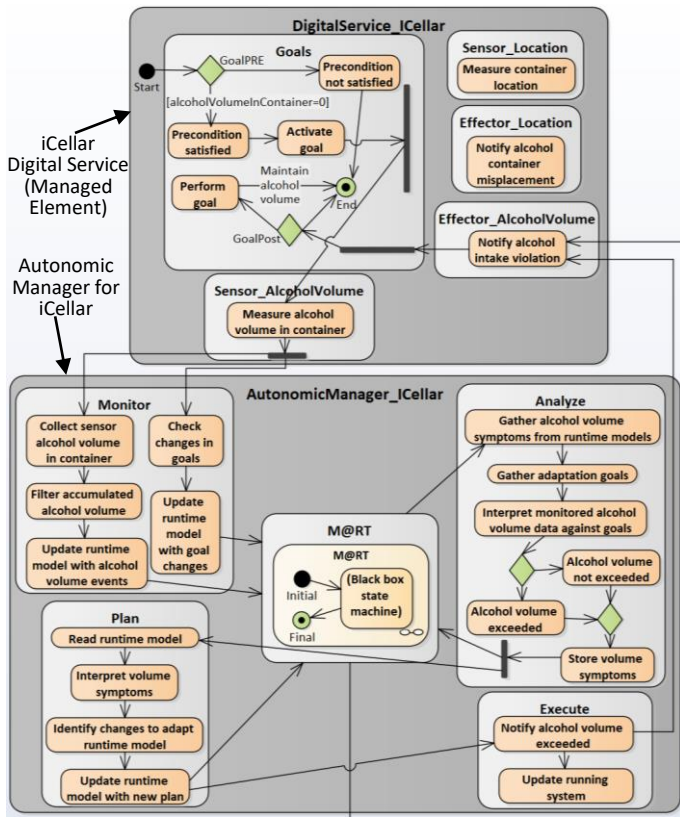 DigitalService_ICellar
Goals
GoalPRE
Start
Precondition
not satisfied
[alcoholVolumeInContainer=0]
Precondition
satisfied
Activate
goal
Perform
goal
Maintain
alcohol
volume
End
GoalPost
Sensor_Location
Measure container
location
Effector_Location
Notify alcohol
container
misplacement
Effector_AlcoholVolume
Notify alcohol
intake violation
iCellar
Digital Service
(Managed
Element)
Autonomic
Manager for
iCellar
Sensor_AlcoholVolume
Measure alcohol
volume in container
AutonomicManager_ICellar
Monitor
Collect sensor
alcohol volume
in container
Filter accumulated
alcohol volume
Update runtime
model with alcohol
volume events
Check
changes in
goals
Update
runtime
model
with goal
changes
M@RT
M@RT
Initial
(Black box
state
machine)
Final
Analyze
Gather alcohol volume
symptoms from runtime models
Gather adaptation goals
Interpret monitored alcohol
volume data against goals
Alcohol volume
not exceeded
Alcohol volume
exceeded
Store volume
symptoms
Plan
Read runtime model
Interpret volume
symptoms
Identify changes to adapt
runtime model
Update runtime
model with new plan
Execute
Notify alcohol volume
exceeded
Update running
system